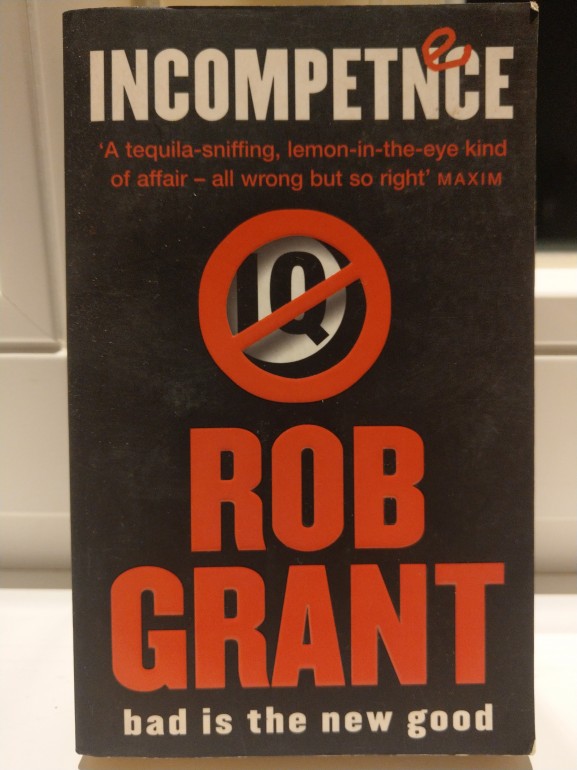 INCOMPETNCE
e
'A tequila-sniffing, lemon-in-the-eye kind
of affair – all wrong but so right' MAXIM
IQ
ROB
GRANT
bad is the new good